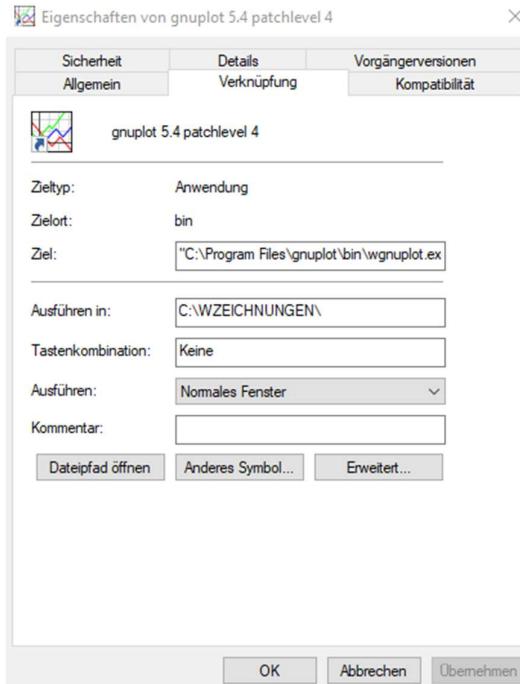 Eigenschaften von gnuplot 5.4 patchlevel 4
Sicherheit Details Vorgängerversionen
Allgemein Verknüpfung Kompatibilität
gnuplot 5.4 patchlevel 4
Zieltyp: Anwendung
Zielort: bin
Ziel: "C:\Program Files\gnuplot\bin\wgnuplot.ex
Ausführen in: C:\WZEICHNUNGEN\
Tastenkombination: Keine
Ausführen: Normales Fenster
Kommentar:
Dateipfad öffnen Anderes Symbol... Erweitert...
OK Abbrechen Übernehmen